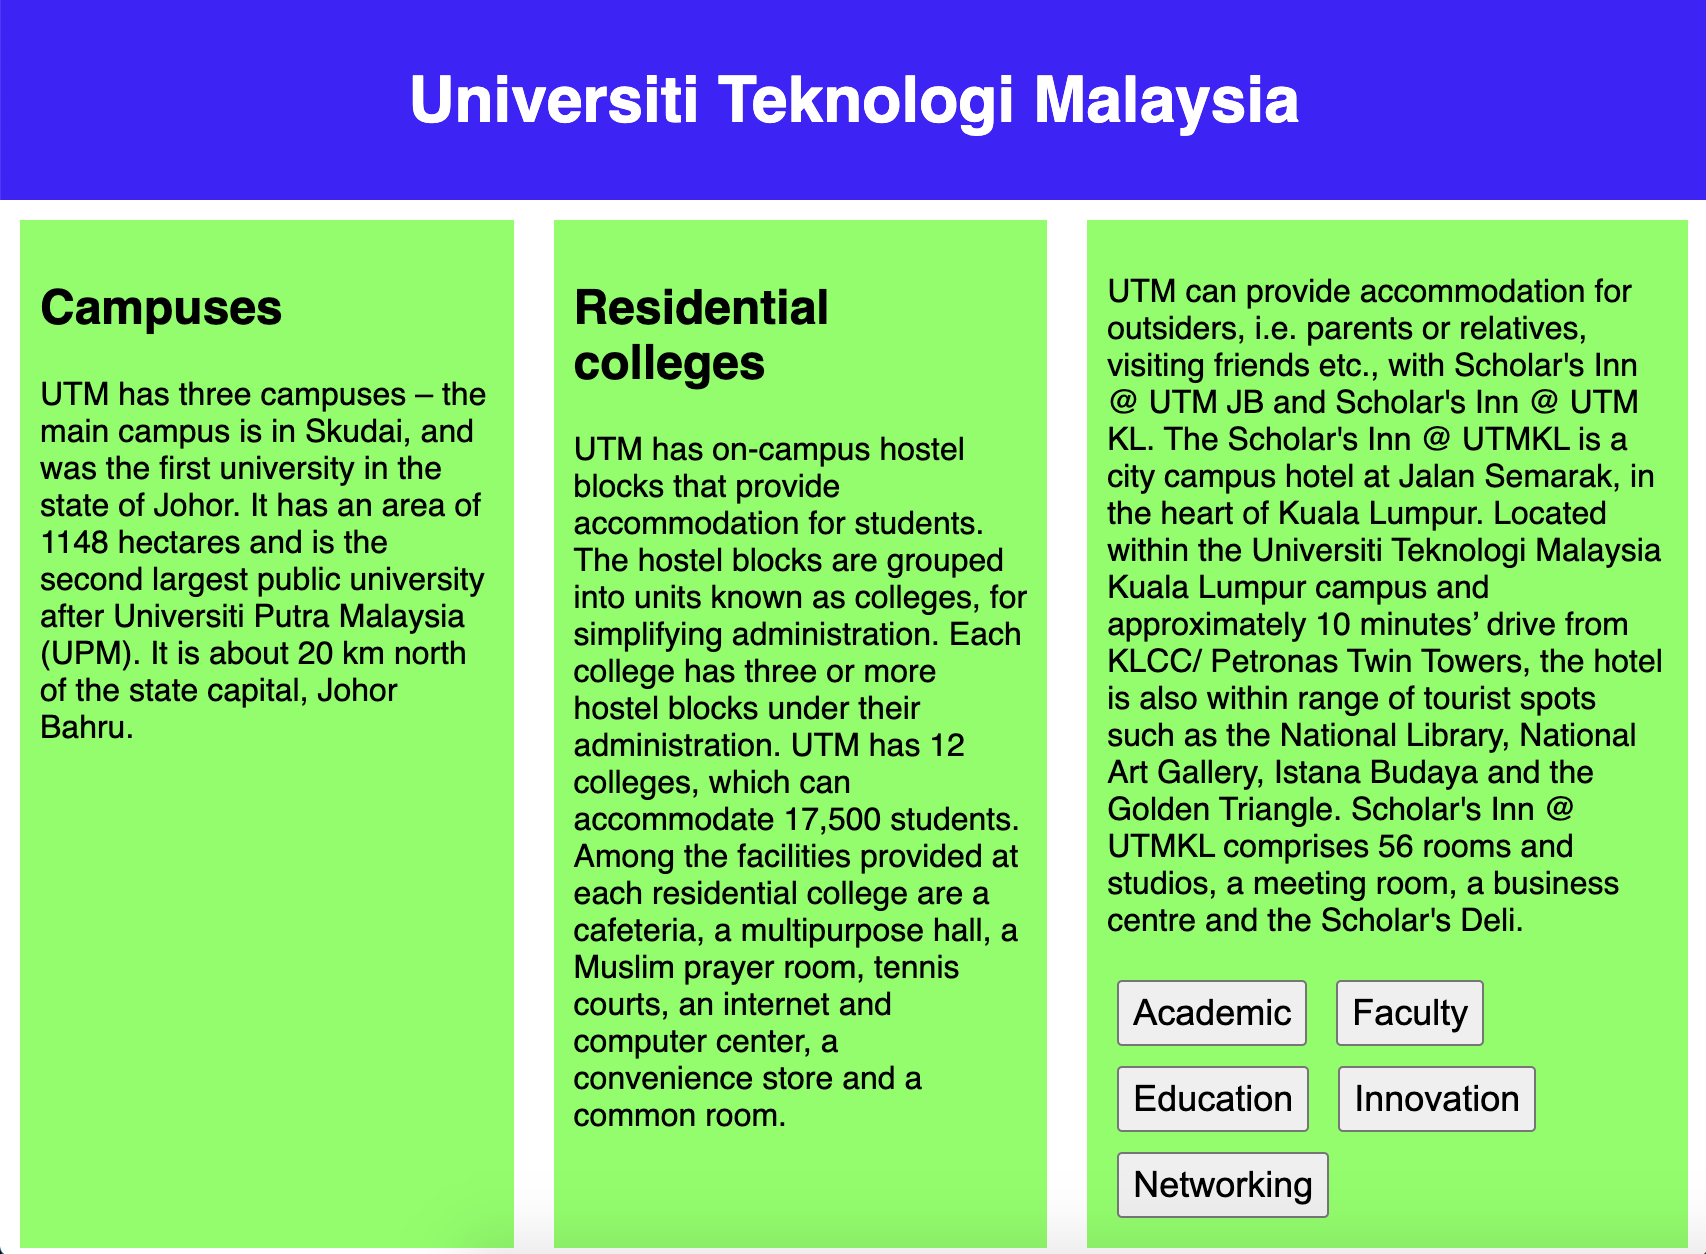 Universiti Teknologi Malaysia
Campuses
UTM has three campuses – the
main campus is in Skudai, and
was the first university in the
state of Johor. It has an area of
1148 hectares and is the
second largest public university
after Universiti Putra Malaysia
(UPM). It is about 20 km north
of the state capital, Johor
Bahru.
Residential
colleges
UTM has on-campus hostel
blocks that provide
accommodation for students.
The hostel blocks are grouped
into units known as colleges, for
simplifying administration. Each
college has three or more
hostel blocks under their
administration. UTM has 12
colleges, which can
accommodate 17,500 students.
Among the facilities provided at
each residential college are a
cafeteria, a multipurpose hall, a
Muslim prayer room, tennis
courts, an internet and
computer center, a
convenience store and a
common room.
UTM can provide accommodation for
outsiders, i.e. parents or relatives,
visiting friends etc., with Scholar's Inn
@ UTM JB and Scholar's Inn @ UTM
KL. The Scholar's Inn @ UTMKL is a
city campus hotel at Jalan Semarak, in
the heart of Kuala Lumpur. Located
within the Universiti Teknologi Malaysia
Kuala Lumpur campus and
approximately 10 minutes’ drive from
KLCC/ Petronas Twin Towers, the hotel
is also within range of tourist spots
such as the National Library, National
Art Gallery, Istana Budaya and the
Golden Triangle. Scholar's Inn @
UTMKL comprises 56 rooms and
studios, a meeting room, a business
centre and the Scholar's Deli.
Academic Faculty
Education Innovation
Networking